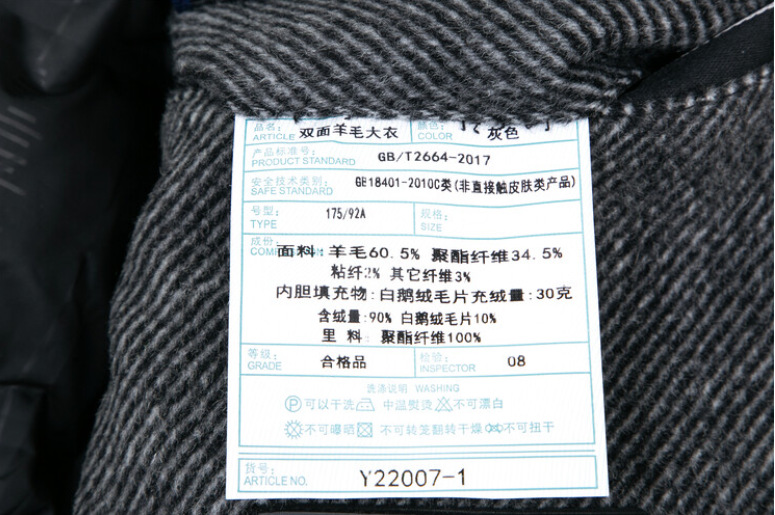 品名: ARTICLE 双面羊毛大衣 颜色: COLOR 灰色
产品标准号: PRODUCT STANDARD GB/T2664-2017
安全技术类别: SAFE STANDARD GB18401-2010C类(非直接触皮肤类产品)
号型: TYPE 175/92A 规格: SIZE
成份:
面料: 羊毛60.5% 聚酯纤维34.5%
粘纤2% 其它纤维3%
内胆填充物:白鹅绒毛片充绒量:30克
含绒量:90% 白鹅绒毛片10%
里 料: 聚酯纤维100%
等级: GRADE 合格品 检验: INSPECTOR 08
洗涤说明 WASHING
P 可以干洗 中温熨烫 不可漂白
不可曝晒 不可转笼翻转干燥 不可扭干
货号: ARTICLE NO. Y22007-1